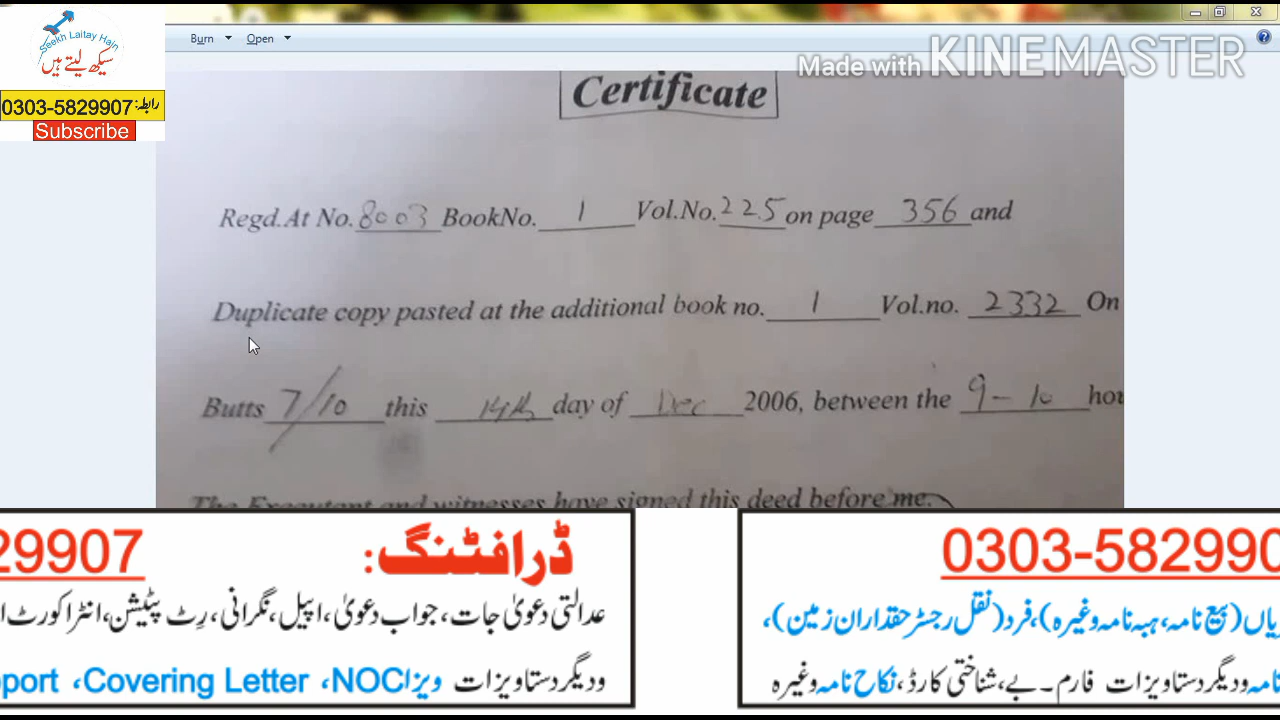 Seekh Laitay Hain
سیکھ لیتے ہیں
رابطہ: 0303-5829907
Subscribe
Burn Open
Made with KINEMASTER
Certificate
Regd.At No. 8003 BookNo. 1 Vol.No. 225 on page 356 and
Duplicate copy pasted at the additional book no. 1 Vol.no. 2332 On
Butts 7/10 this 14th day of Dec 2006, between the 9 - 10 hou
The Executant and witnesses have signed this deed before me.
29907
ڈرافٹنگ:
عدالتی دعویٰ جات، جواب دعویٰ، اپیل، نگرانی، رِٹ پٹیشن، انٹرا کورٹ ا
ودیگر دستاویزات ویزا NOC، Covering Letter، pport
0303-582990
یاں (بیع نامہ، ہبہ نامہ وغیرہ)، فرد (نقل رجسٹر حقداران زمین)،
نامہ ودیگر دستاویزات فارم۔بے، شناختی کارڈ، نکاح نامہ وغیرہ